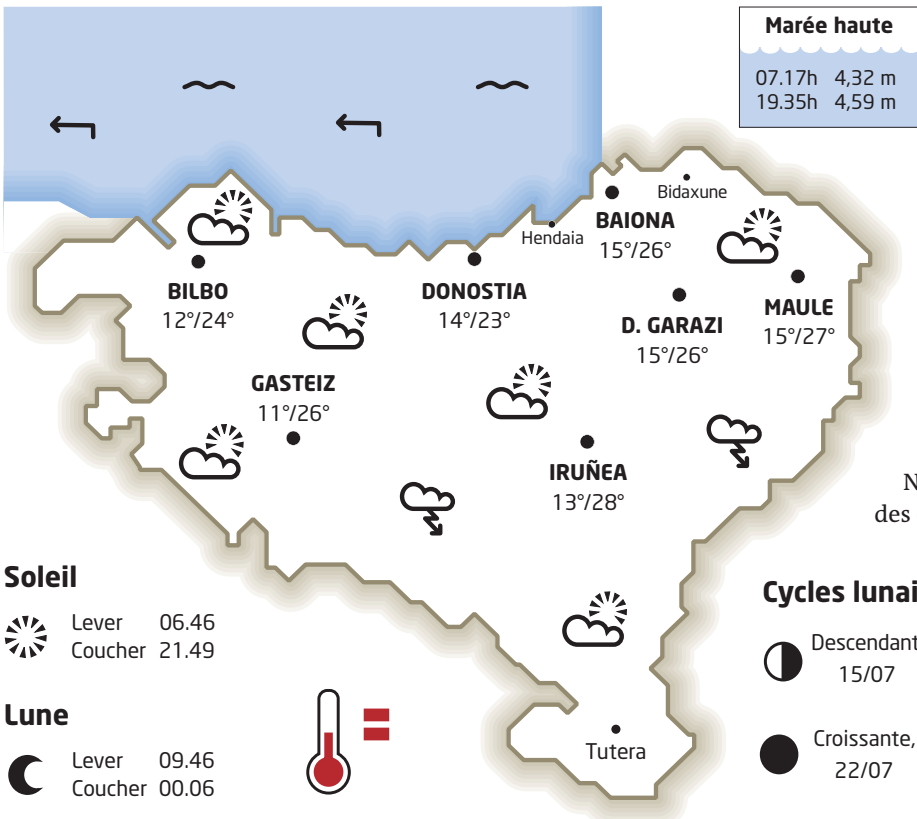 Marée haute
07.17h 4,32 m
19.35h 4,59 m
Bidaxune
BAIONA
15°/26°
Hendaia
BILBO
12°/24°
DONOSTIA
14°/23°
D. GARAZI
15°/26°
MAULE
15°/27°
GASTEIZ
11°/26°
IRUÑEA
13°/28°
N
des
Soleil
Lever 06.46
Coucher 21.49
Cycles lunai
Descendant
15/07
Lune
Lever 09.46
Coucher 00.06
Croissante,
22/07
Tutera